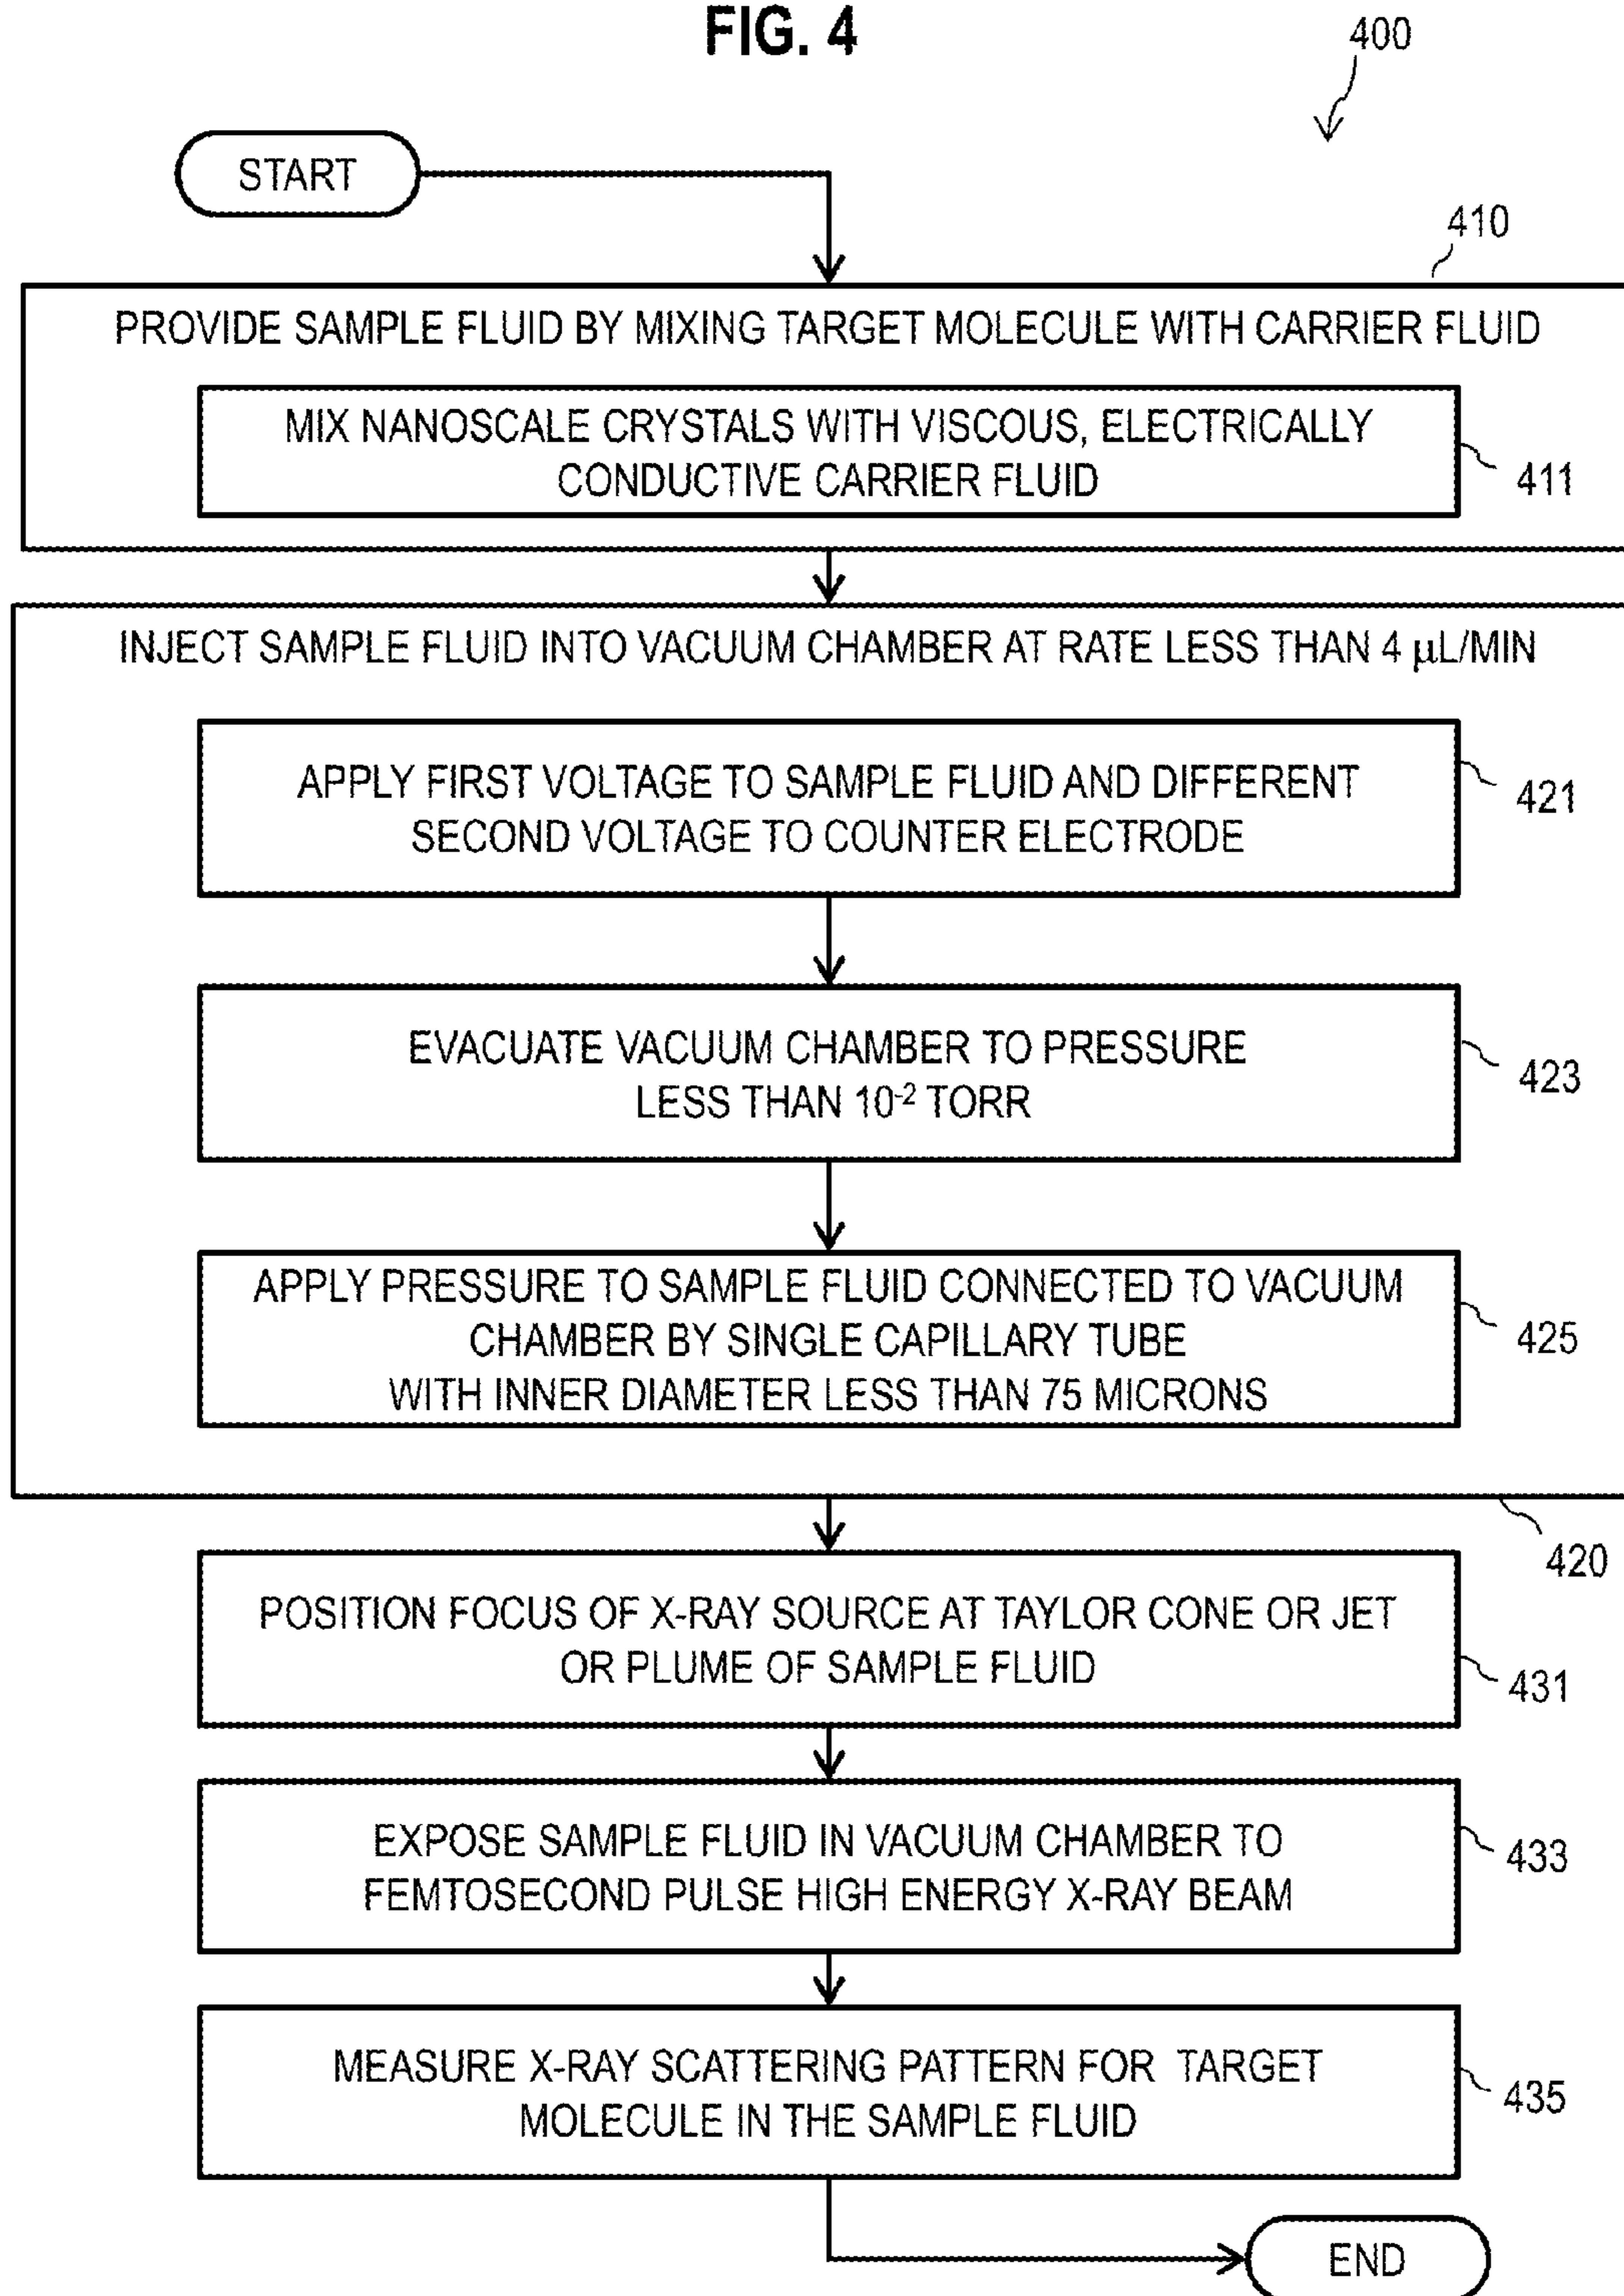 FIG. 4
400
START
410
PROVIDE SAMPLE FLUID BY MIXING TARGET MOLECULE WITH CARRIER FLUID
MIX NANOSCALE CRYSTALS WITH VISCOUS, ELECTRICALLY
CONDUCTIVE CARRIER FLUID
411
INJECT SAMPLE FLUID INTO VACUUM CHAMBER AT RATE LESS THAN 4 μL/MIN
APPLY FIRST VOLTAGE TO SAMPLE FLUID AND DIFFERENT
SECOND VOLTAGE TO COUNTER ELECTRODE
421
EVACUATE VACUUM CHAMBER TO PRESSURE
LESS THAN 10⁻² TORR
423
APPLY PRESSURE TO SAMPLE FLUID CONNECTED TO VACUUM
CHAMBER BY SINGLE CAPILLARY TUBE
WITH INNER DIAMETER LESS THAN 75 MICRONS
425
420
POSITION FOCUS OF X-RAY SOURCE AT TAYLOR CONE OR JET
OR PLUME OF SAMPLE FLUID
431
EXPOSE SAMPLE FLUID IN VACUUM CHAMBER TO
FEMTOSECOND PULSE HIGH ENERGY X-RAY BEAM
433
MEASURE X-RAY SCATTERING PATTERN FOR TARGET
MOLECULE IN THE SAMPLE FLUID
435
END